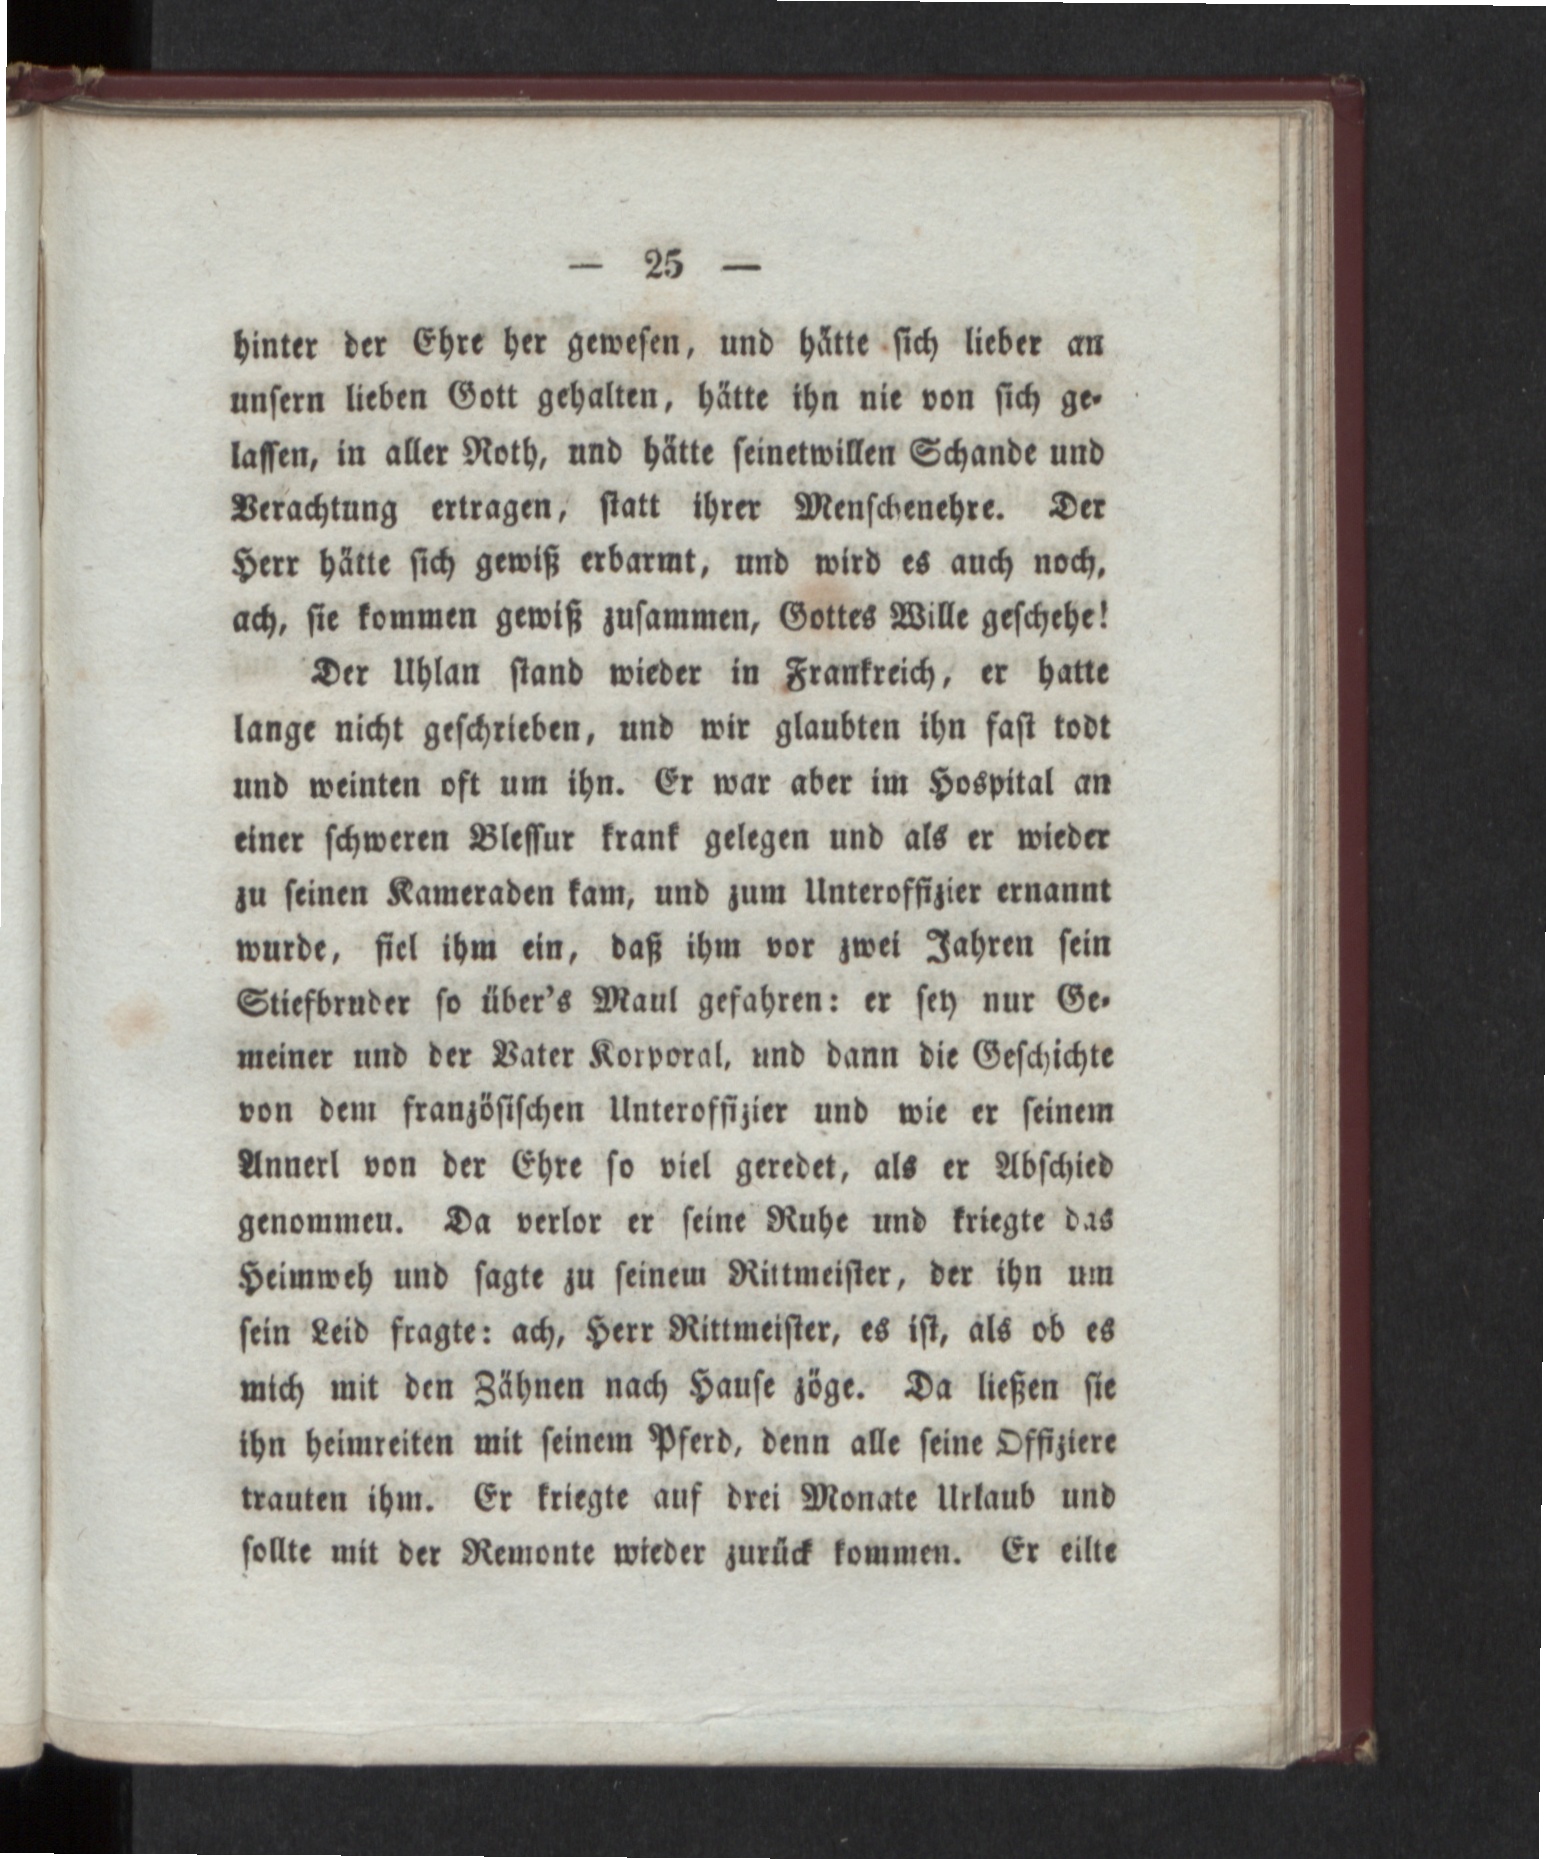 — 25 —
hinter der Ehre her gewesen, und hätte sich lieber an
unsern lieben Gott gehalten, hätte ihn nie von sich ge-
lassen, in aller Noth, und hätte seinetwillen Schande und
Verachtung ertragen, statt ihrer Menschenehre. Der
Herr hätte sich gewiß erbarmt, und wird es auch noch,
ach, sie kommen gewiß zusammen, Gottes Wille geschehe!
Der Uhlan stand wieder in Frankreich, er hatte
lange nicht geschrieben, und wir glaubten ihn fast todt
und weinten oft um ihn. Er war aber im Hospital an
einer schweren Blessur krank gelegen und als er wieder
zu seinen Kameraden kam, und zum Unteroffizier ernannt
wurde, fiel ihm ein, daß ihm vor zwei Jahren sein
Stiefbruder so über's Maul gefahren: er sey nur Ge-
meiner und der Vater Korporal, und dann die Geschichte
von dem französischen Unteroffizier und wie er seinem
Annerl von der Ehre so viel geredet, als er Abschied
genommen. Da verlor er seine Ruhe und kriegte das
Heimweh und sagte zu seinem Rittmeister, der ihn um
sein Leid fragte: ach, Herr Rittmeister, es ist, als ob es
mich mit den Zähnen nach Hause zöge. Da ließen sie
ihn heimreiten mit seinem Pferd, denn alle seine Offiziere
trauten ihm. Er kriegte auf drei Monate Urlaub und
sollte mit der Remonte wieder zurück kommen. Er eilte